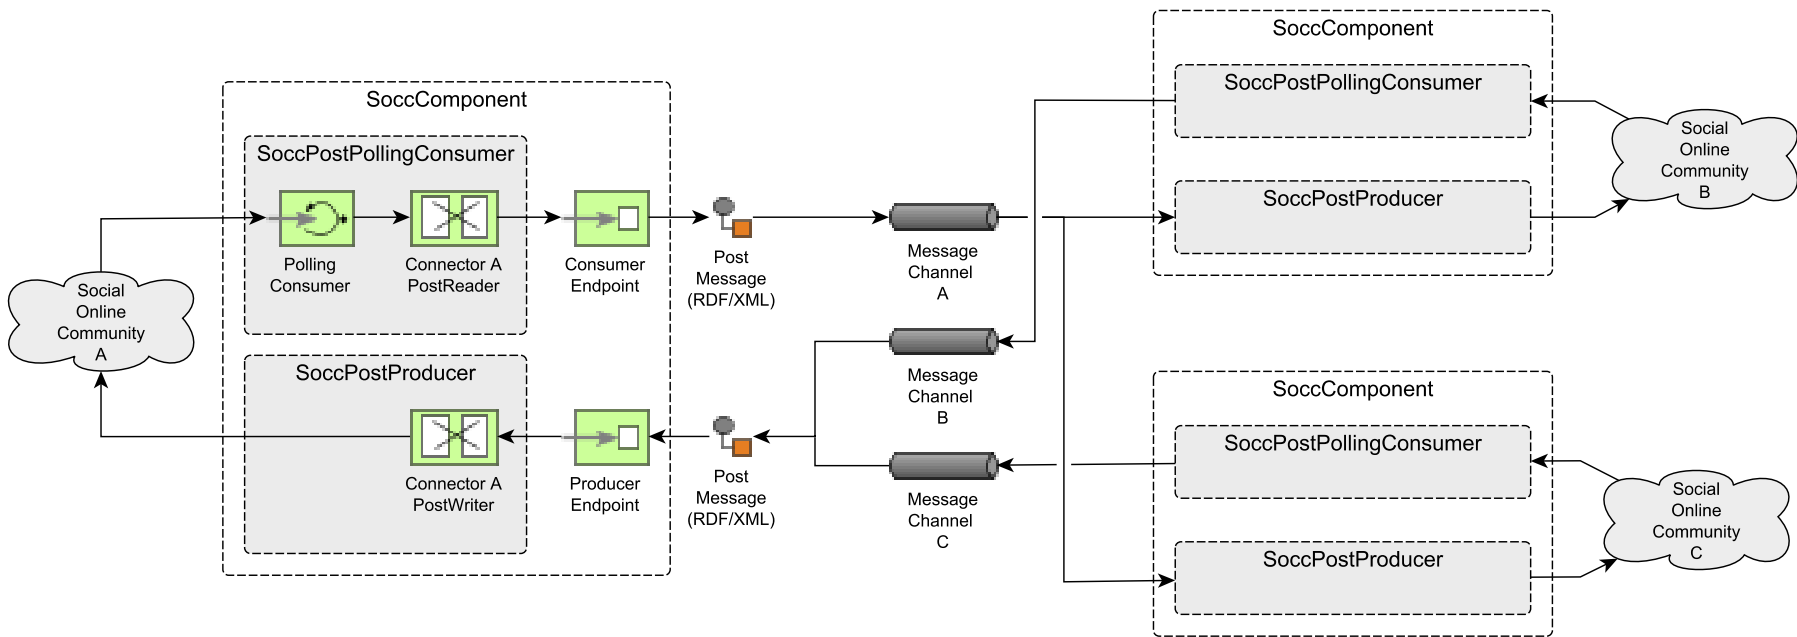 SoccComponent
SoccPostPollingConsumer
Polling
Consumer
Connector A
PostReader
Consumer
Endpoint
Post
Message
(RDF/XML)
Message
Channel
A
Social
Online
Community
A
SoccPostProducer
Connector A
PostWriter
Producer
Endpoint
Post
Message
(RDF/XML)
Message
Channel
B
Message
Channel
C
SoccComponent
SoccPostPollingConsumer
SoccPostProducer
Social
Online
Community
B
SoccComponent
SoccPostPollingConsumer
SoccPostProducer
Social
Online
Community
C